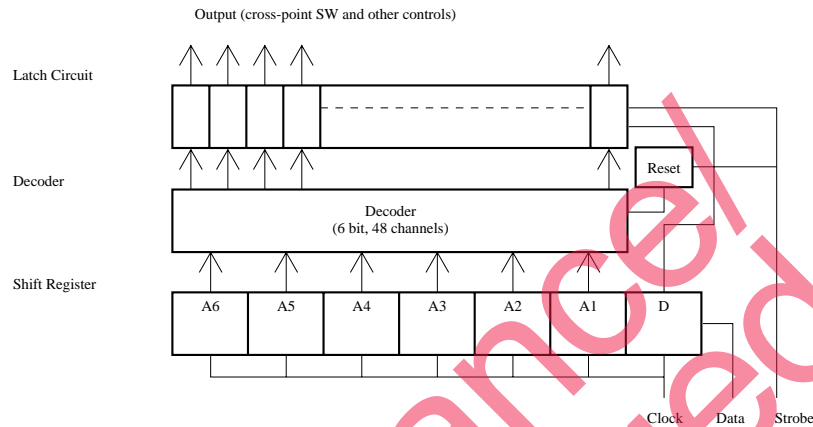 Output (cross-point SW and other controls)
Latch Circuit
Reset
Decoder
Decoder
(6 bit, 48 channels)
Shift Register
A6 A5 A4 A3 A2 A1 D
Clock Data Strobe